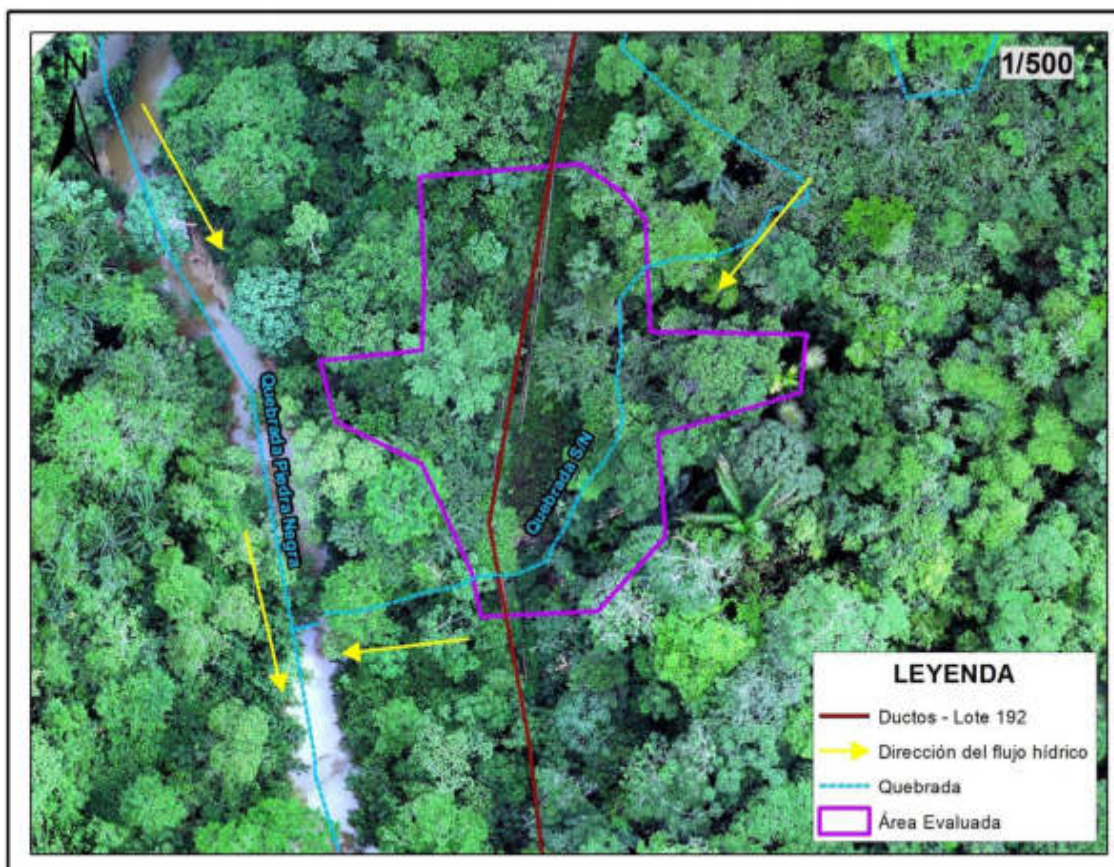 N
1/500
Quebrada Piedra Negra
Quebrada S/N
LEYENDA
Ductos - Lote 192
Dirección del flujo hídrico
Quebrada
Área Evaluada